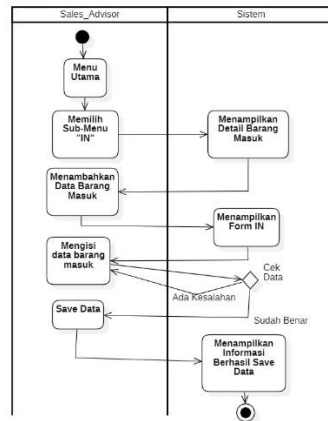 Sales_Advisor
Sistem
Menu
Utama
Memilih
Sub-Menu
"IN"
Menampilkan
Detail Barang
Masuk
Menambahkan
Data Barang
Masuk
Menampilkan
Form IN
Mengisi
data barang
masuk
Cek
Data
Ada Kesalahan
Save Data
Sudah Benar
Menampilkan
Informasi
Berhasil Save
Data